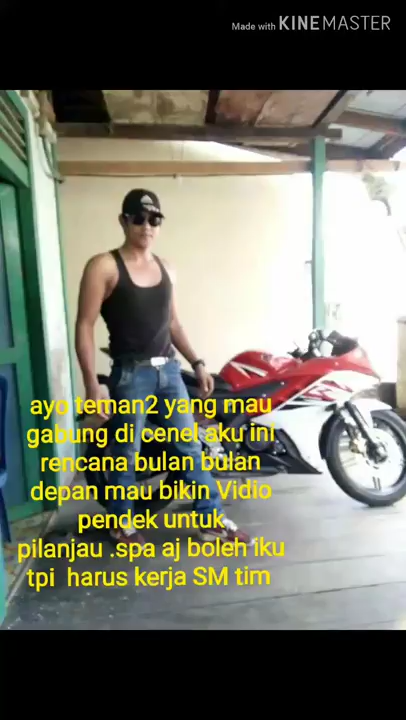 Made with KINEMASTER
ayo teman2 yang mau
gabung di cenel aku ini
rencana bulan bulan
depan mau bikin Vidio
pendek untuk
pilanjau .spa aj boleh iku
tpi harus kerja SM tim